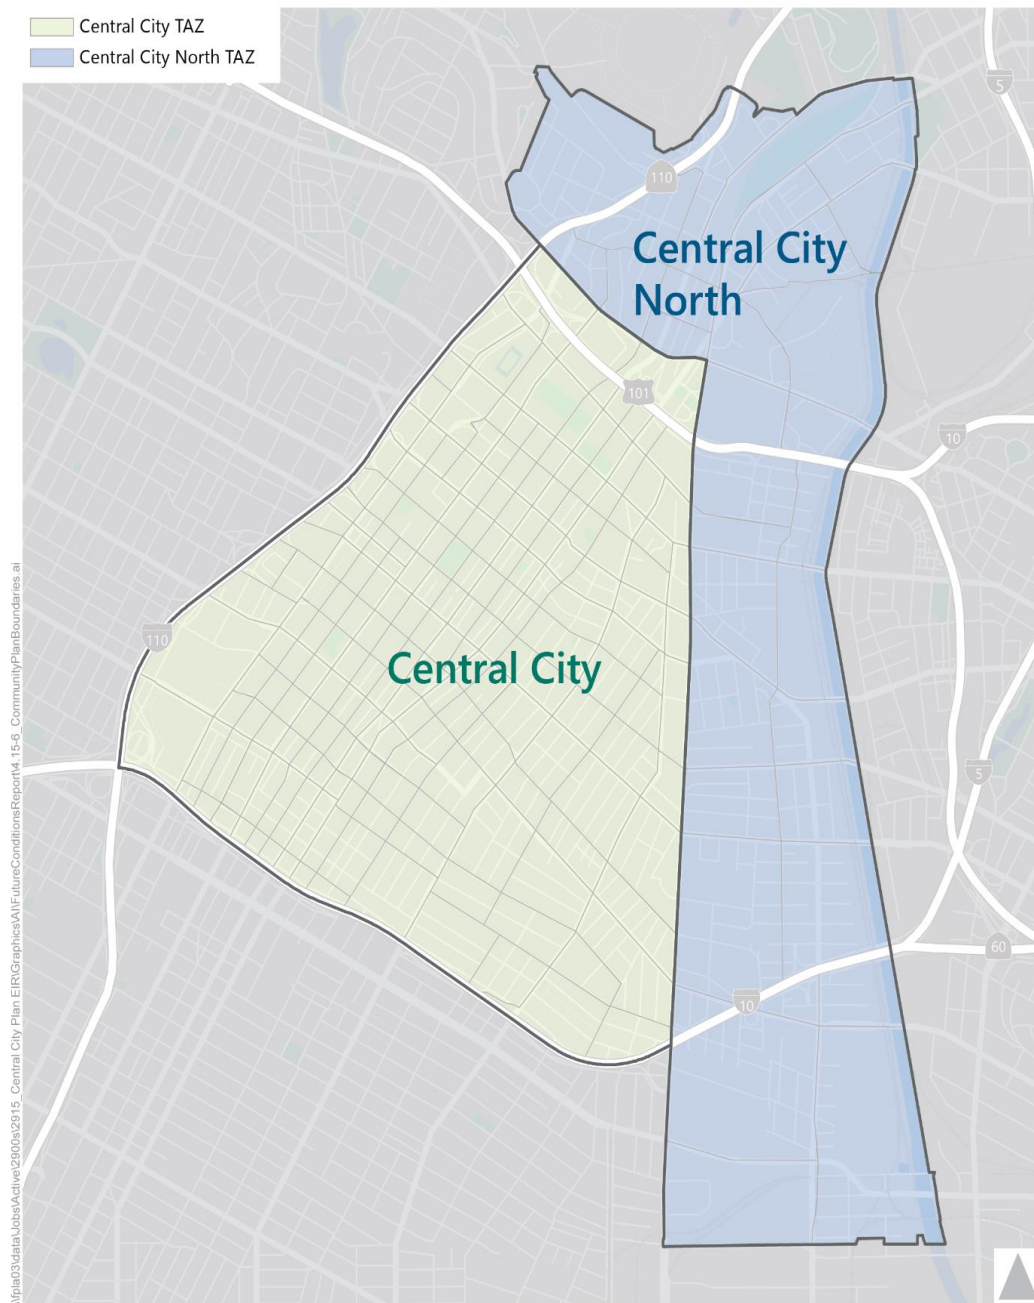 Central City TAZ
Central City North TAZ
5
110
Central City
North
101
10
110
Central City
5
60
10
\fpla03\data\Jobs\Active\2900s\2915_Central City Plan EIR\Graphics\AI\FutureConditionsReport\4.15-6_CommunityPlanBoundaries.ai